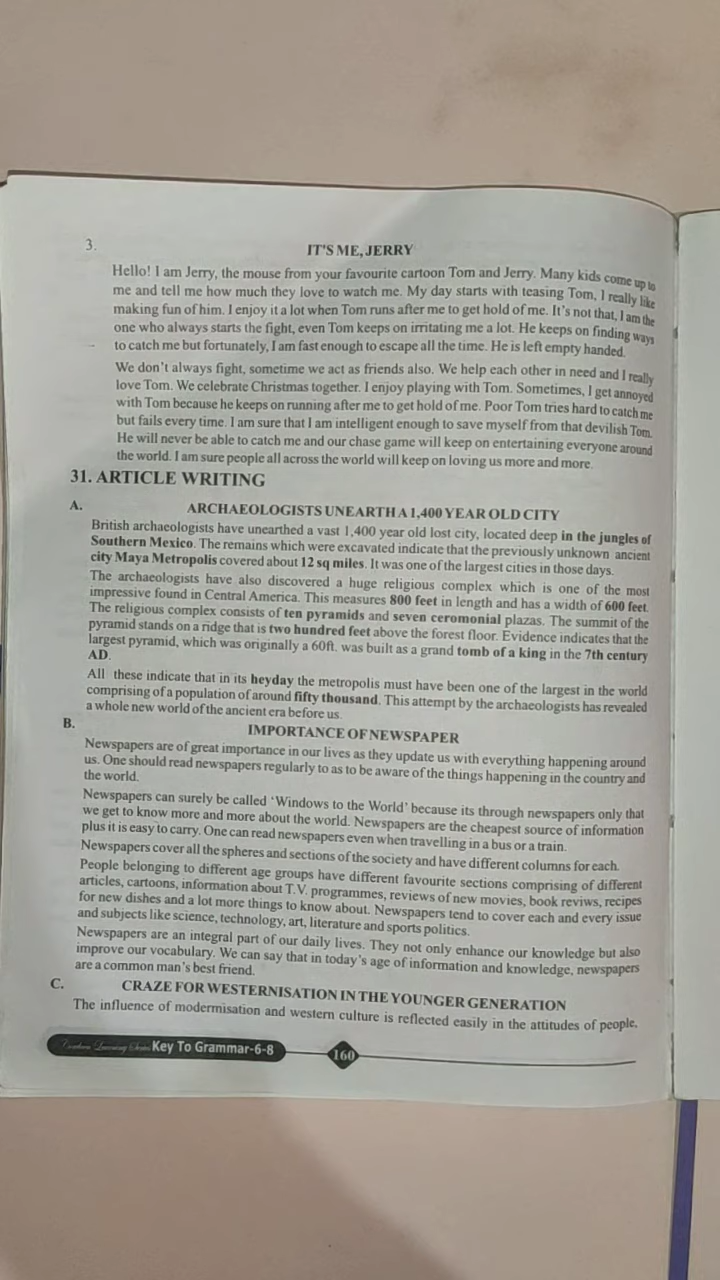 3.
IT'S ME, JERRY
Hello! I am Jerry, the mouse from your favourite cartoon Tom and Jerry. Many kids come up to
me and tell me how much they love to watch me. My day starts with teasing Tom, I really like
making fun of him. I enjoy it a lot when Tom runs after me to get hold of me. It's not that, I am the
one who always starts the fight, even Tom keeps on irritating me a lot. He keeps on finding ways
to catch me but fortunately, I am fast enough to escape all the time. He is left empty handed.
We don't always fight, sometime we act as friends also. We help each other in need and I really
love Tom. We celebrate Christmas together. I enjoy playing with Tom. Sometimes, I get annoyed
with Tom because he keeps on running after me to get hold of me. Poor Tom tries hard to catch me
but fails every time. I am sure that I am intelligent enough to save myself from that devilish Tom.
He will never be able to catch me and our chase game will keep on entertaining everyone around
the world. I am sure people all across the world will keep on loving us more and more.
31. ARTICLE WRITING
A. ARCHAEOLOGISTS UNEARTH A 1,400 YEAR OLD CITY
British archaeologists have unearthed a vast 1,400 year old lost city, located deep in the jungles of
Southern Mexico. The remains which were excavated indicate that the previously unknown ancient
city Maya Metropolis covered about 12 sq miles. It was one of the largest cities in those days.
The archaeologists have also discovered a huge religious complex which is one of the most
impressive found in Central America. This measures 800 feet in length and has a width of 600 feet.
The religious complex consists of ten pyramids and seven ceromonial plazas. The summit of the
pyramid stands on a ridge that is two hundred feet above the forest floor. Evidence indicates that the
largest pyramid, which was originally a 60ft. was built as a grand tomb of a king in the 7th century
AD.
All these indicate that in its heyday the metropolis must have been one of the largest in the world
comprising of a population of around fifty thousand. This attempt by the archaeologists has revealed
a whole new world of the ancient era before us.
B. IMPORTANCE OF NEWSPAPER
Newspapers are of great importance in our lives as they update us with everything happening around
us. One should read newspapers regularly to as to be aware of the things happening in the country and
the world.
Newspapers can surely be called 'Windows to the World' because its through newspapers only that
we get to know more and more about the world. Newspapers are the cheapest source of information
plus it is easy to carry. One can read newspapers even when travelling in a bus or a train.
Newspapers cover all the spheres and sections of the society and have different columns for each.
People belonging to different age groups have different favourite sections comprising of different
articles, cartoons, information about T.V. programmes, reviews of new movies, book reviws, recipes
for new dishes and a lot more things to know about. Newspapers tend to cover each and every issue
and subjects like science, technology, art, literature and sports politics.
Newspapers are an integral part of our daily lives. They not only enhance our knowledge but also
improve our vocabulary. We can say that in today's age of information and knowledge, newspapers
are a common man's best friend.
C. CRAZE FOR WESTERNISATION IN THE YOUNGER GENERATION
The influence of modernisation and western culture is reflected easily in the attitudes of people.
Learning Series Key To Grammar-6-8
160